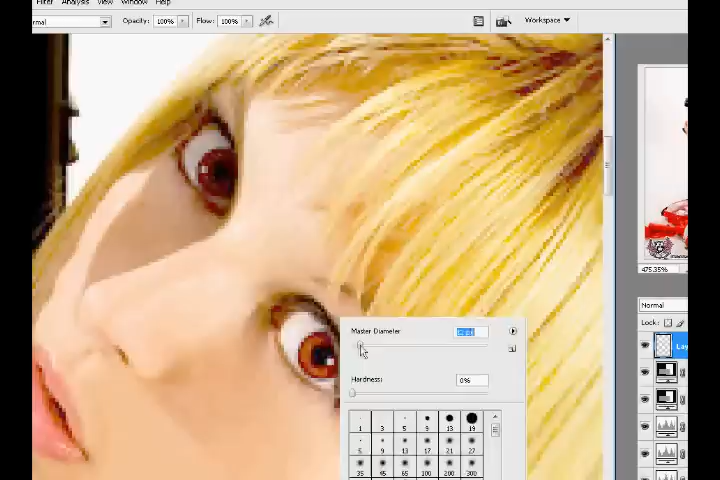 Filter Analysis View Window Help
rmal Opacity: 100% Flow: 100% Workspace
475.35%
Normal
Lock:
Lay
Master Diameter
Hardness: 0%
1 3 5 9 13 19
5 9 13 17 21 27
35 45 65 100 200 300